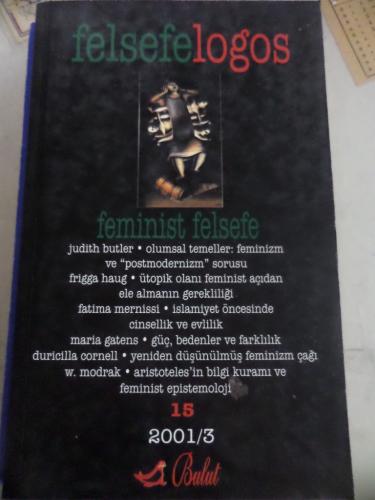 felsefelogos
feminist felsefe
judith butler • olumsal temeller: feminizm
ve "postmodernizm" sorusu
frigga haug • ütopik olanı feminist açıdan
ele almanın gerekliliği
fatima mernissi • islamiyet öncesinde
cinsellik ve evlilik
maria gatens • güç, bedenler ve farklılık
duricilla cornell • yeniden düşünülmüş feminizm çağı
w. modrak • aristoteles'in bilgi kuramı ve
feminist epistemoloji
15
2001/3
Bulut